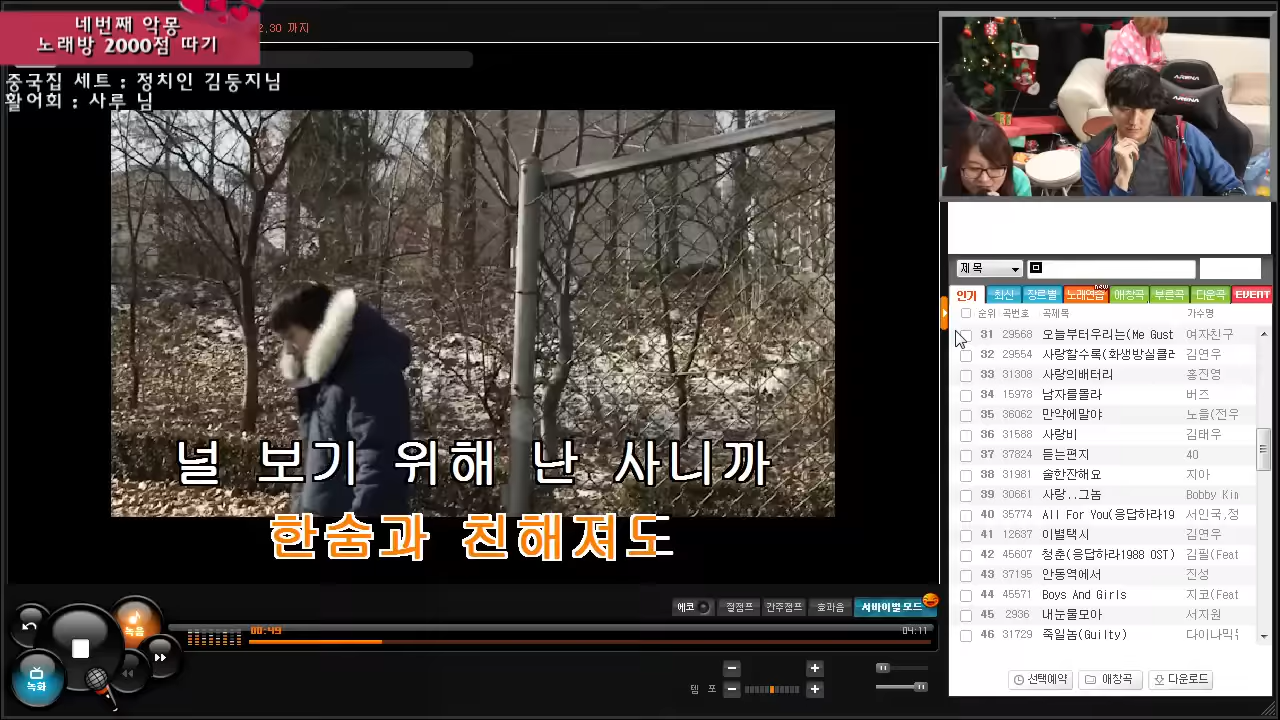 네번째 악몽
노래방 2000점 따기
2,30 까지
중국집 세트 : 정치인 김둥지님
활어회 : 사루 님
ARENA
ARENA
널 보기 위해 난 사니까
한숨과 친해져도
제목
인기 최신 장르별 노래연습 new 애창곡 부른곡 다운곡 EVENT
순위 곡번호 곡제목 가수명
31 29568 오늘부터우리는(Me Gust 여자친구
32 29554 사랑할수록(화생방실클러 김연우
33 31308 사랑의배터리 홍진영
34 15978 남자를몰라 버즈
35 36062 만약에말야 노을(전우
36 31588 사랑비 김태우
37 37824 듣는편지 40
38 31981 술한잔해요 지아
39 30661 사랑..그놈 Bobby Kim
40 35774 All For You(응답하라19 서인국,정
41 12637 이별택시 김연우
42 45607 청춘(응답하라1988 OST) 김필(Feat
43 37195 안동역에서 진성
44 45571 Boys And Girls 지코(Feat
45 2936 내눈물모아 서지원
46 31729 죽일놈(Guilty) 다이나믹
선택예약 애창곡 다운로드
에코 절점프 간주점프 효과음 서바이벌 모드
녹음
00:49 04:11
녹화
템 포